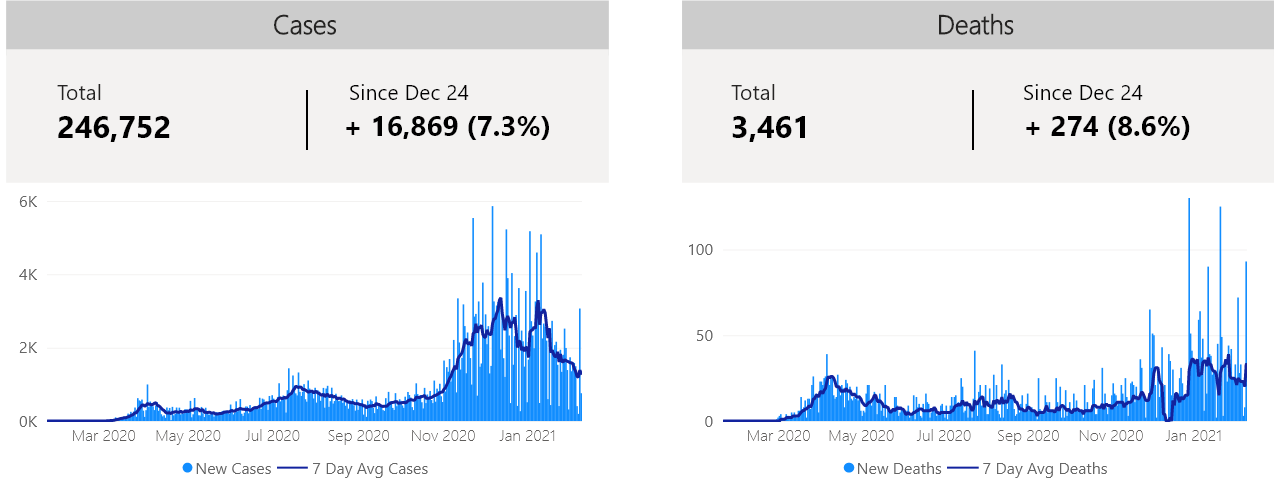 Cases
Total
246,752
Since Dec 24
+ 16,869 (7.3%)
6K
4K
2K
0K
Mar 2020 May 2020 Jul 2020 Sep 2020 Nov 2020 Jan 2021
New Cases 7 Day Avg Cases
Deaths
Total
3,461
Since Dec 24
+ 274 (8.6%)
100
50
0
Mar 2020 May 2020 Jul 2020 Sep 2020 Nov 2020 Jan 2021
New Deaths 7 Day Avg Deaths